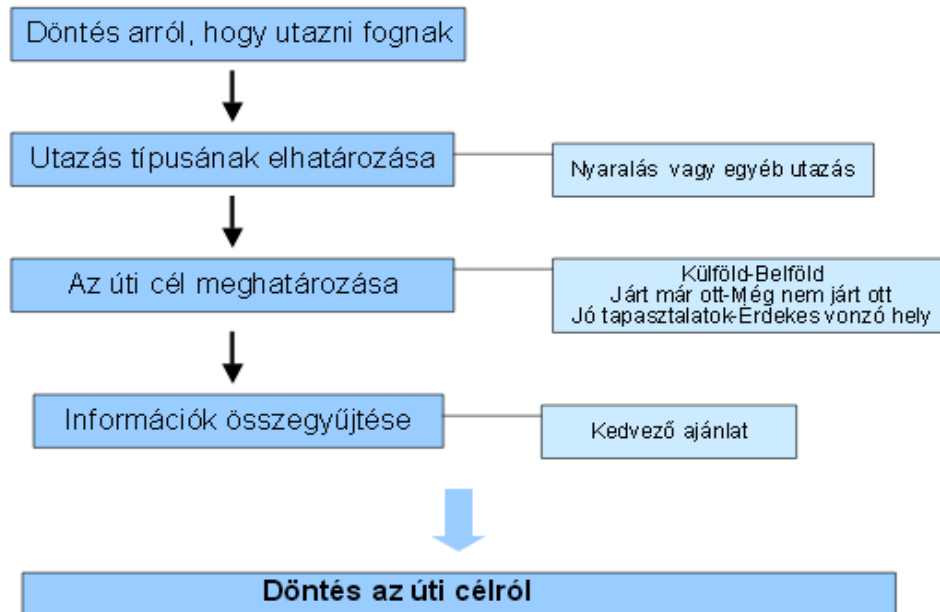 Döntés arról, hogy utazni fognak
Utazás típusának elhatározása
Nyaralás vagy egyéb utazás
Az úti cél meghatározása
Külföld-Belföld
Járt már ott-Még nem járt ott
Jó tapasztalatok-Érdekes vonzó hely
Információk összegyűjtése
Kedvező ajánlat
Döntés az úti célról